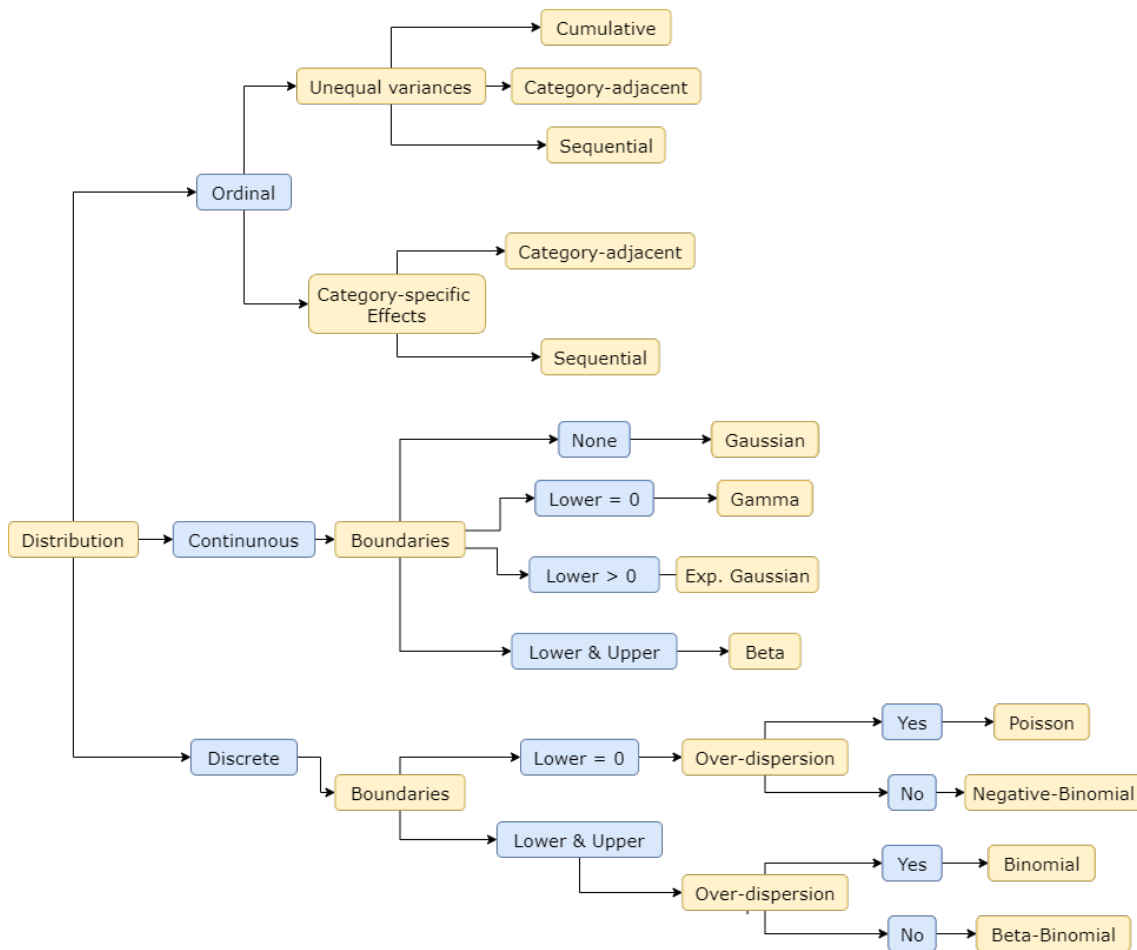 Cumulative
Unequal variances
Category-adjacent
Sequential
Ordinal
Category-adjacent
Category-specific
Effects
Sequential
None
Gaussian
Lower = 0
Gamma
Distribution
Continunous
Boundaries
Lower > 0
Exp. Gaussian
Lower & Upper
Beta
Discrete
Boundaries
Lower = 0
Over-dispersion
Yes
Poisson
No
Negative-Binomial
Lower & Upper
Over-dispersion
Yes
Binomial
No
Beta-Binomial